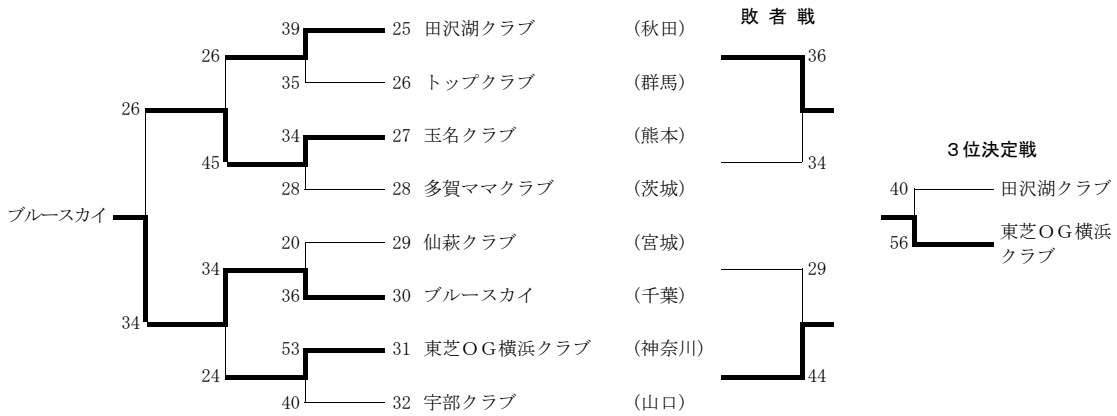 敗者戦
39 25 田沢湖クラブ (秋田)
26 36
35 26 トップクラブ (群馬)
26
34 27 玉名クラブ (熊本)
45 34
3位決定戦
28 28 多賀ママクラブ (茨城)
40 田沢湖クラブ
ブルースカイ
東芝OG横浜
クラブ
56
20 29 仙萩クラブ (宮城)
34 29
36 30 ブルースカイ (千葉)
34
53 31 東芝OG横浜クラブ (神奈川)
24 44
40 32 宇部クラブ (山口)